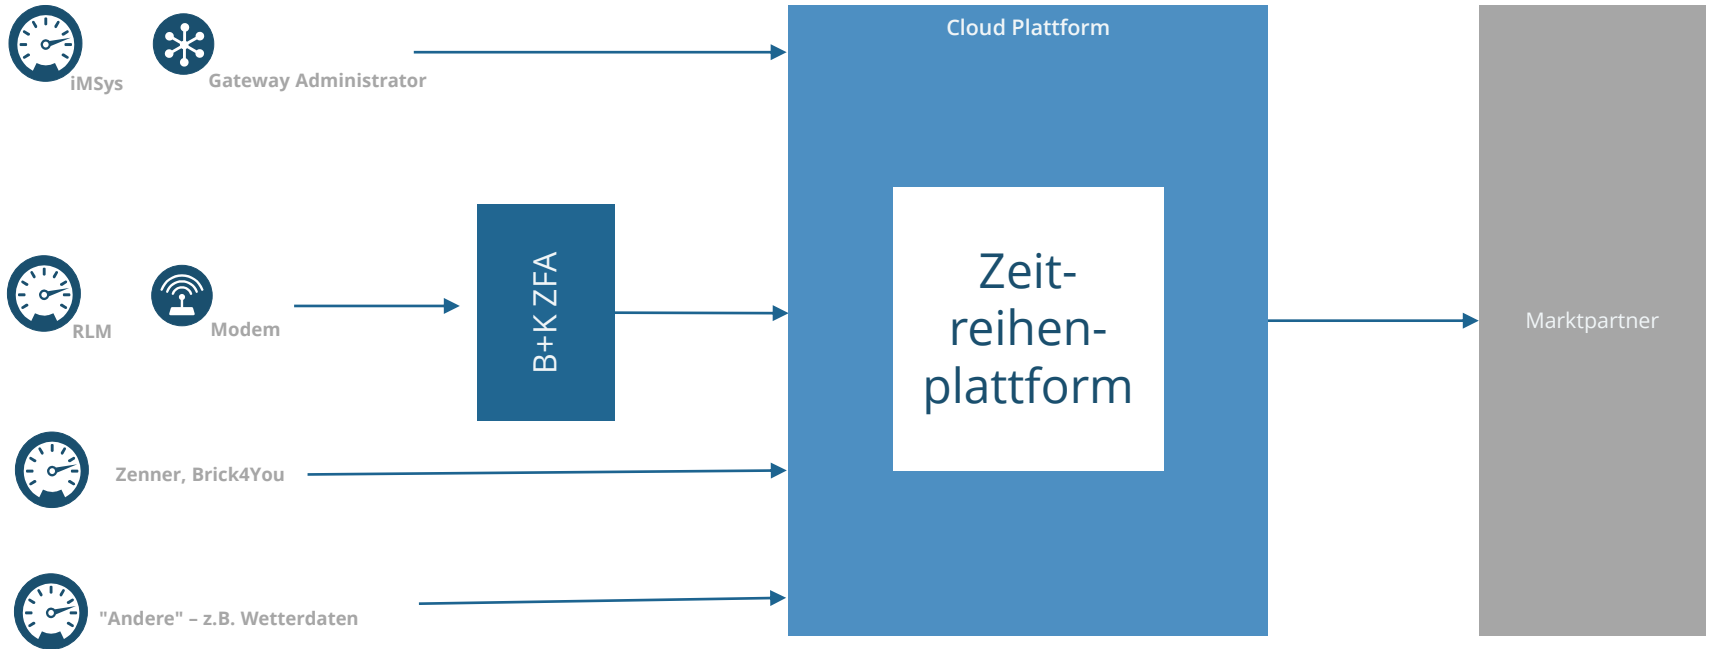 Cloud Plattform
iMSys
Gateway Administrator
B+K ZFA
Zeit-
reihen-
plattform
RLM
Modem
Marktpartner
Zenner, Brick4You
"Andere" – z.B. Wetterdaten